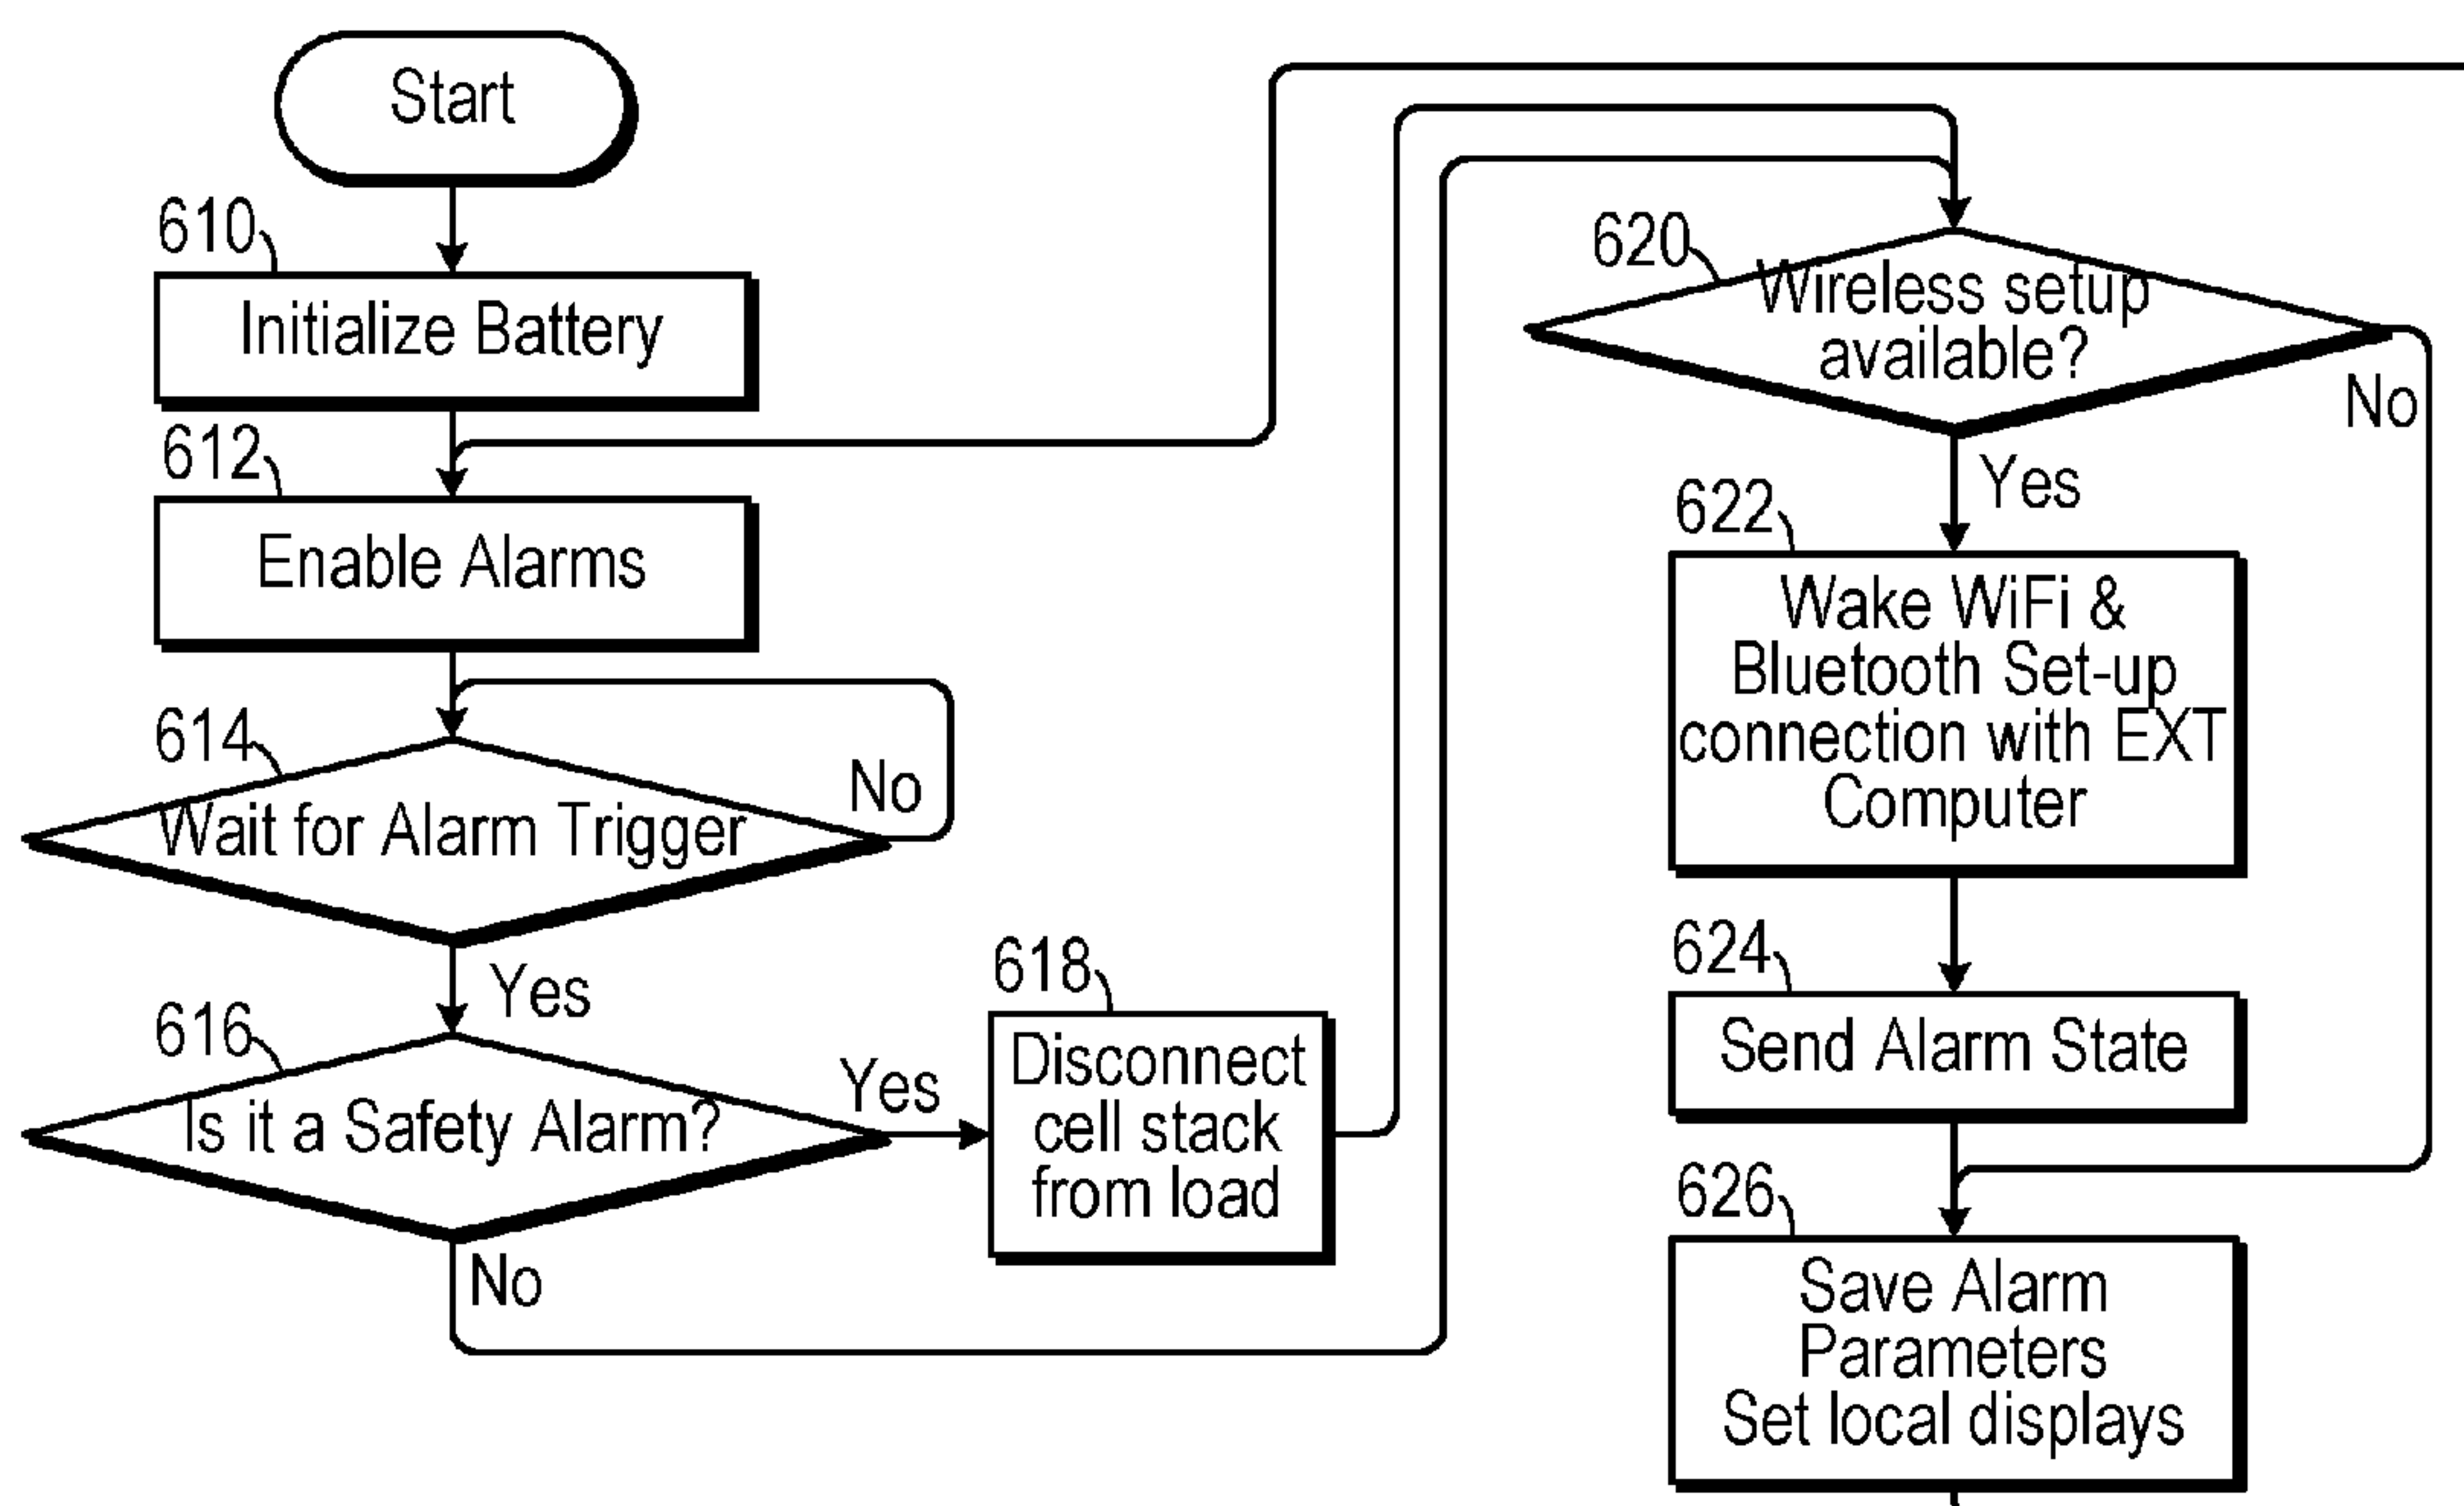 Start
610
Initialize Battery
612
Enable Alarms
614
No
Wait for Alarm Trigger
Yes
616
Is it a Safety Alarm?
Yes
No
618
Disconnect
cell stack
from load
620
Wireless setup
available?
No
Yes
622
Wake WiFi &
Bluetooth Set-up
connection with EXT
Computer
624
Send Alarm State
626
Save Alarm
Parameters
Set local displays